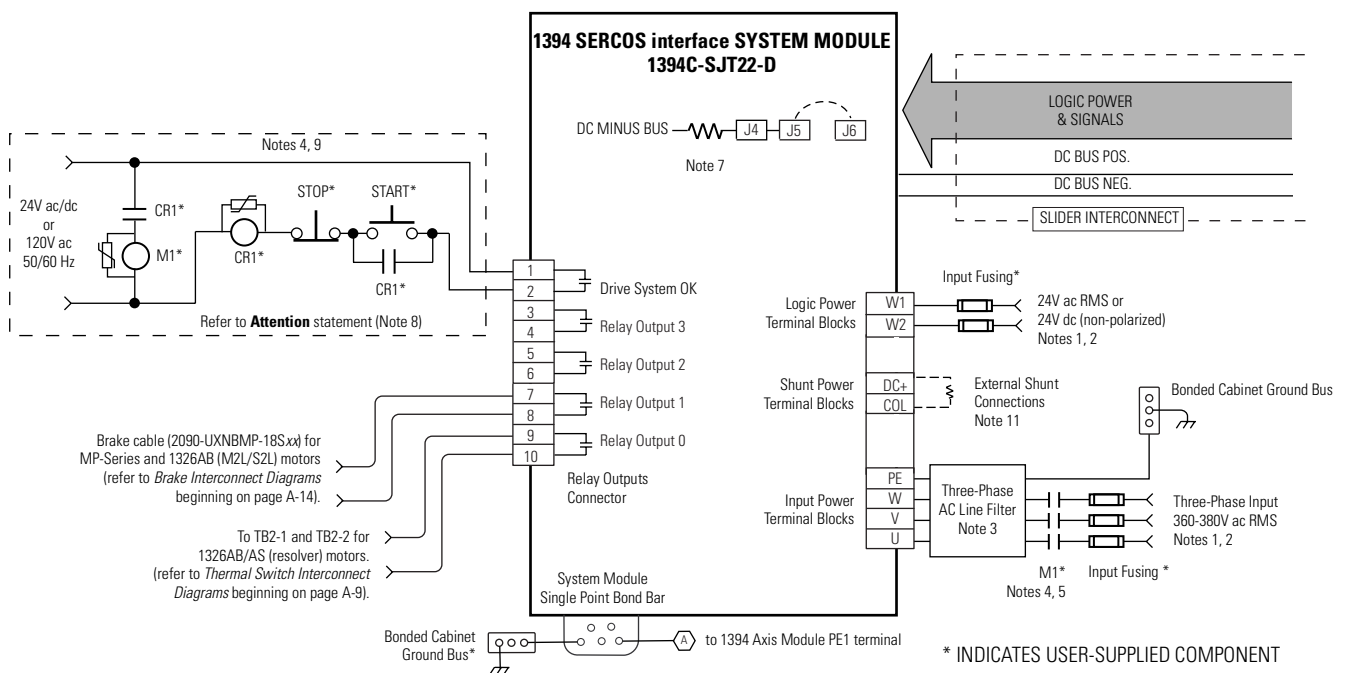 1394 SERCOS interface SYSTEM MODULE
1394C-SJT22-D
DC MINUS BUS
J4
J5
J6
Note 7
LOGIC POWER
& SIGNALS
DC BUS POS.
DC BUS NEG.
SLIDER INTERCONNECT
Notes 4, 9
24V ac/dc
or
120V ac
50/60 Hz
CR1*
M1*
CR1*
STOP*
START*
CR1*
Refer to Attention statement (Note 8)
1
2
3
4
5
6
7
8
9
10
Drive System OK
Relay Output 3
Relay Output 2
Relay Output 1
Relay Output 0
Relay Outputs
Connector
Brake cable (2090-UXNBMP-18Sxx) for
MP-Series and 1326AB (M2L/S2L) motors
(refer to Brake Interconnect Diagrams
beginning on page A-14).
To TB2-1 and TB2-2 for
1326AB/AS (resolver) motors.
(refer to Thermal Switch Interconnect
Diagrams beginning on page A-9).
Logic Power
Terminal Blocks
W1
W2
Input Fusing*
24V ac RMS or
24V dc (non-polarized)
Notes 1, 2
Shunt Power
Terminal Blocks
DC+
COL
External Shunt
Connections
Note 11
Bonded Cabinet Ground Bus
Input Power
Terminal Blocks
PE
W
V
U
Three-Phase
AC Line Filter
Note 3
Three-Phase Input
360-380V ac RMS
Notes 1, 2
M1*
Notes 4, 5
Input Fusing *
System Module
Single Point Bond Bar
Bonded Cabinet
Ground Bus*
A
to 1394 Axis Module PE1 terminal
* INDICATES USER-SUPPLIED COMPONENT